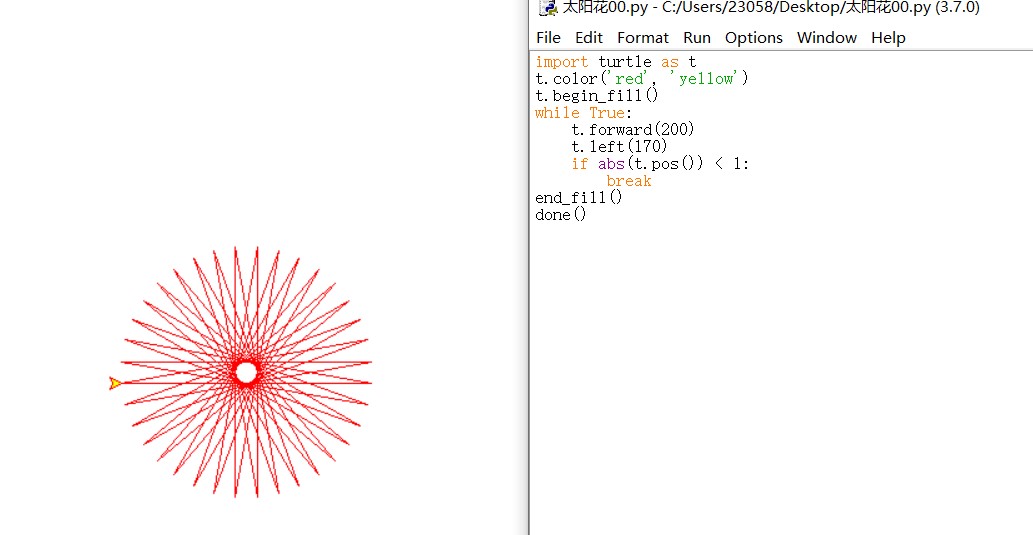 太阳花00.py - C:/Users/23058/Desktop/太阳花00.py (3.7.0)
File Edit Format Run Options Window Help
import turtle as t
t.color('red', 'yellow')
t.begin_fill()
while True:
    t.forward(200)
    t.left(170)
    if abs(t.pos()) < 1:
        break
end_fill()
done()